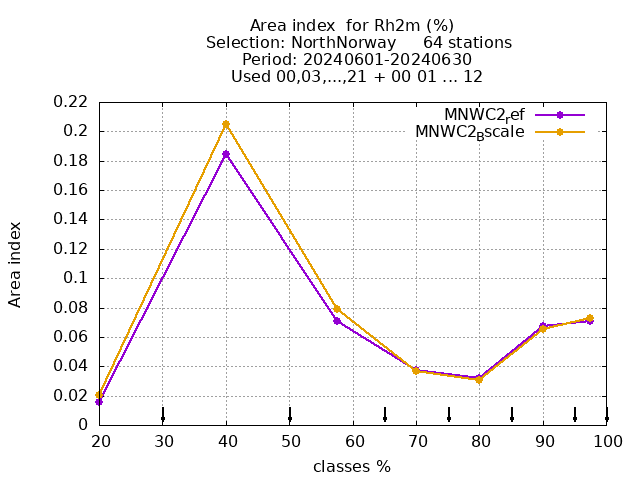 Area index  for Rh2m (%)
Selection: NorthNorway     64 stations
Period: 20240601-20240630
Used 00,03,...,21 + 00 01 ... 12
MNWC2ref
MNWC2Bscale
Area index
0.22
0.2
0.18
0.16
0.14
0.12
0.1
0.08
0.06
0.04
0.02
0
20 30 40 50 60 70 80 90 100
classes %